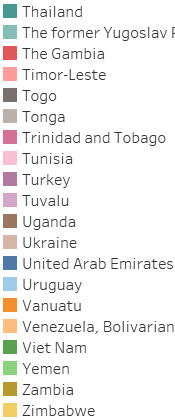 Thailand
The former Yugoslav
The Gambia
Timor-Leste
Togo
Tonga
Trinidad and Tobago
Tunisia
Turkey
Tuvalu
Uganda
Ukraine
United Arab Emirates
Uruguay
Vanuatu
Venezuela, Bolivarian
Viet Nam
Yemen
Zambia
Zimbabwe